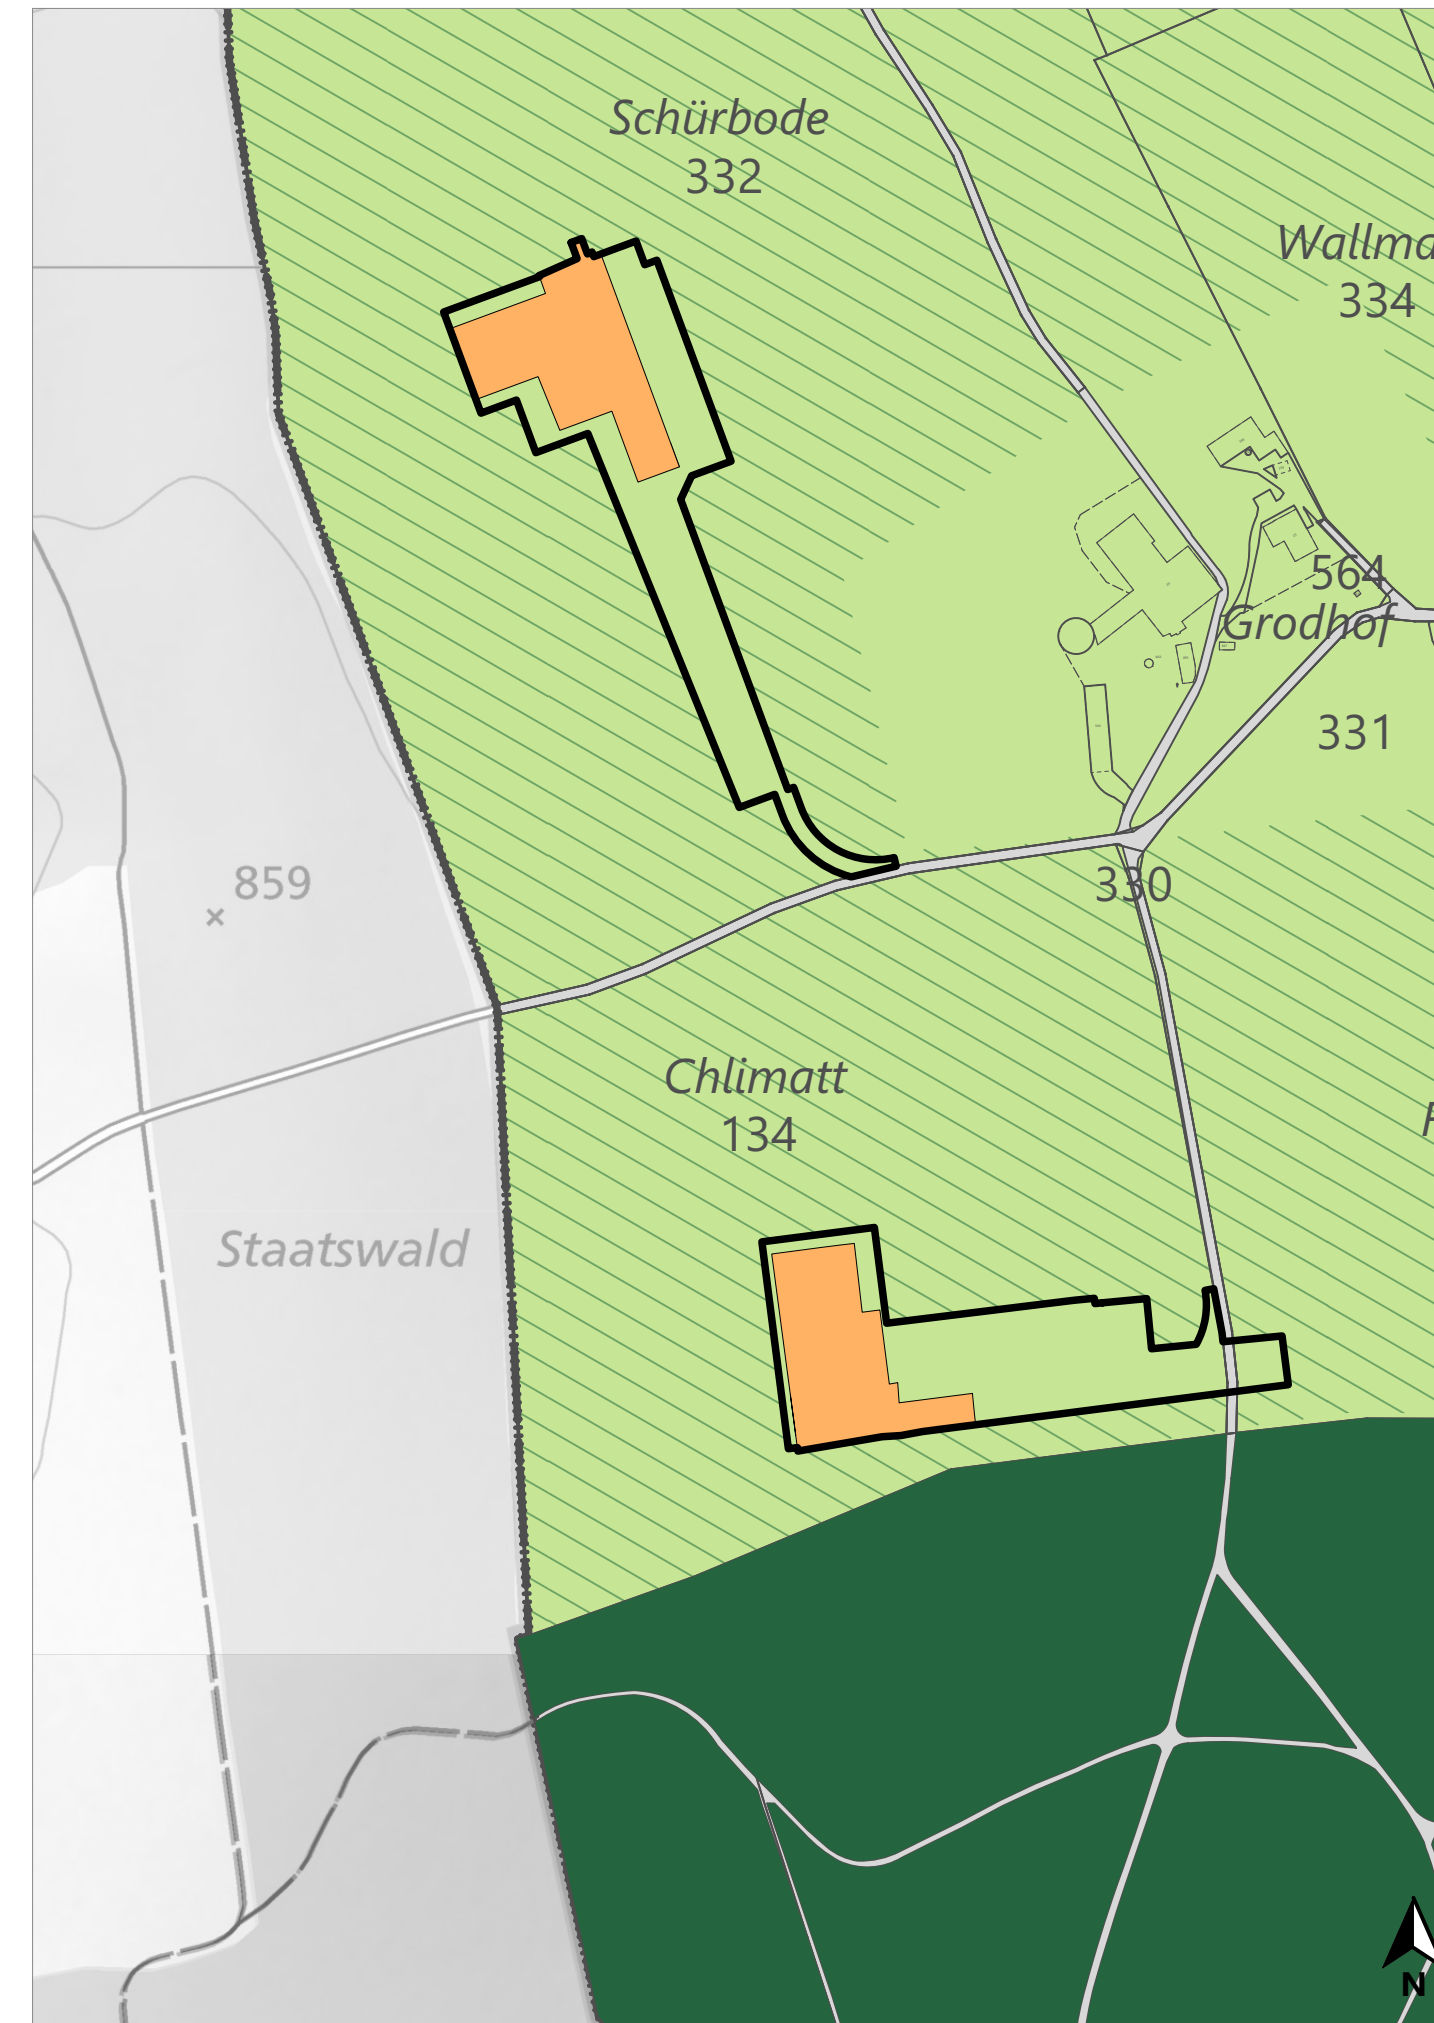 Schürbode
332
Wallma
334
564
Grodhof
331
859
330
Chlimatt
134
F
Staatswald
N